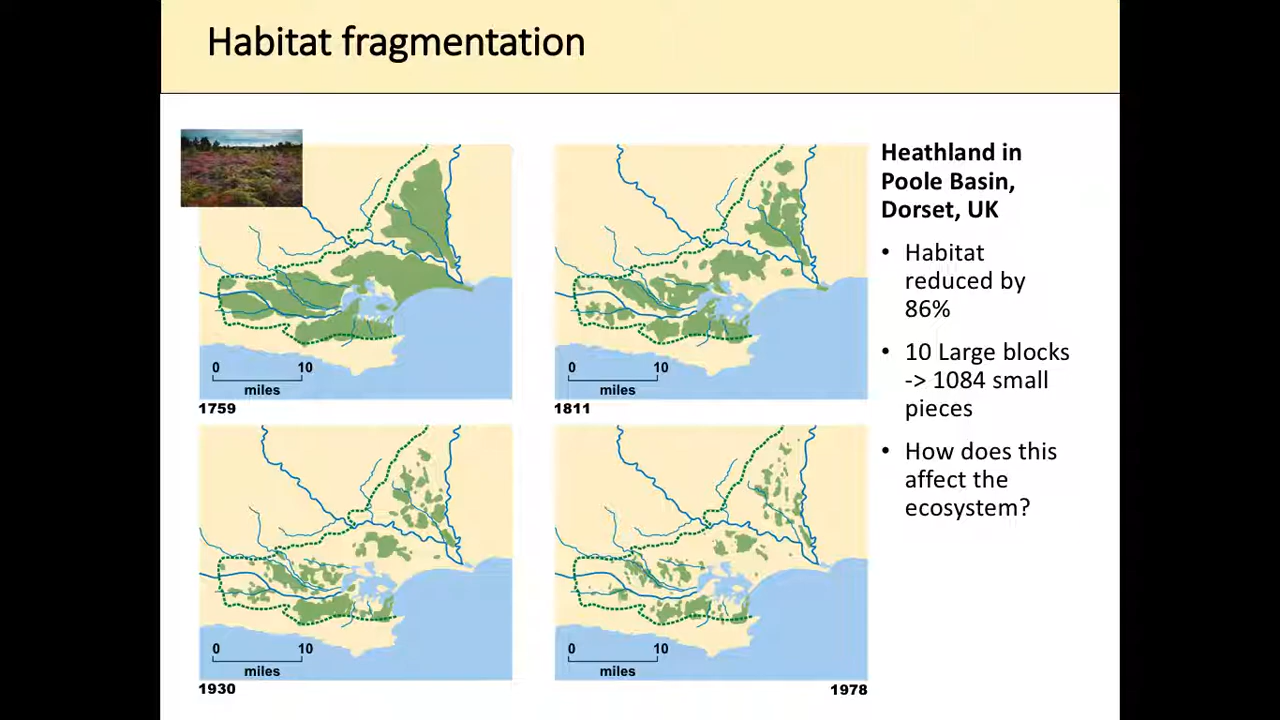 Habitat fragmentation
0 10
miles
1759
0 10
miles
1811
0 10
miles
1930
0 10
miles
1978
Heathland in
Poole Basin,
Dorset, UK
• Habitat
reduced by
86%
• 10 Large blocks
-> 1084 small
pieces
• How does this
affect the
ecosystem?